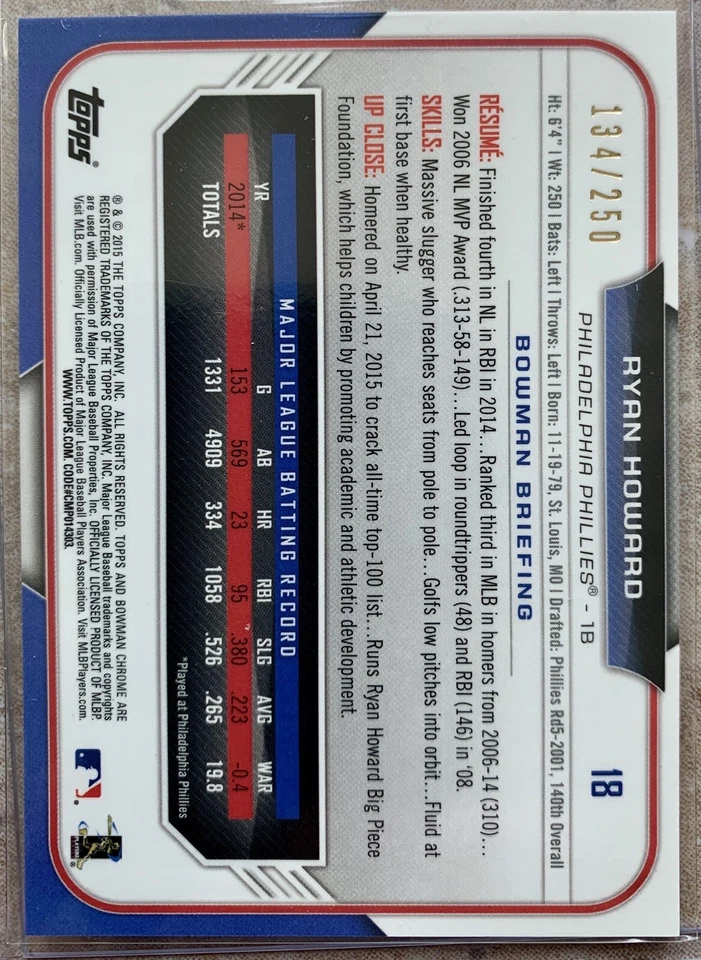 134/250
RYAN HOWARD
18
PHILADELPHIA PHILLIES® - 1B
Ht: 6'4" | Wt: 250 | Bats: Left | Throws: Left | Born: 11-19-79, St. Louis, MO | Drafted: Phillies Rd5-2001, 140th Overall
BOWMAN BRIEFING
RÉSUMÉ: Finished fourth in NL in RBI in 2014...Ranked third in MLB in homers from 2006-14 (310)...
Won 2006 NL MVP Award (.313-58-149)...Led loop in roundtrippers (48) and RBI (146) in '08.
SKILLS: Massive slugger who reaches seats from pole to pole...Golfs low pitches into orbit...Fluid at
first base when healthy.
UP CLOSE: Homered on April 21, 2015 to crack all-time top-100 list...Runs Ryan Howard Big Piece
Foundation, which helps children by promoting academic and athletic development.
MAJOR LEAGUE BATTING RECORD
YR G AB HR RBI SLG AVG WAR
2014* 153 569 23 95 .380 .223 -0.4
TOTALS 1331 4909 334 1058 .526 .265 19.8
*Played at Philadelphia Phillies
topps®
® & © 2015 THE TOPPS COMPANY, INC. ALL RIGHTS RESERVED. TOPPS AND BOWMAN CHROME ARE
REGISTERED TRADEMARKS OF THE TOPPS COMPANY, INC. Major League Baseball trademarks and copyrights
are used with permission of Major League Baseball Properties, Inc. OFFICIALLY LICENSED PRODUCT OF MLBP.
Visit MLB.com. Officially Licensed Product of Major League Baseball Players Association. Visit MLBPlayers.com.
WWW.TOPPS.COM. CODE#CMP014303.
PLAYERS